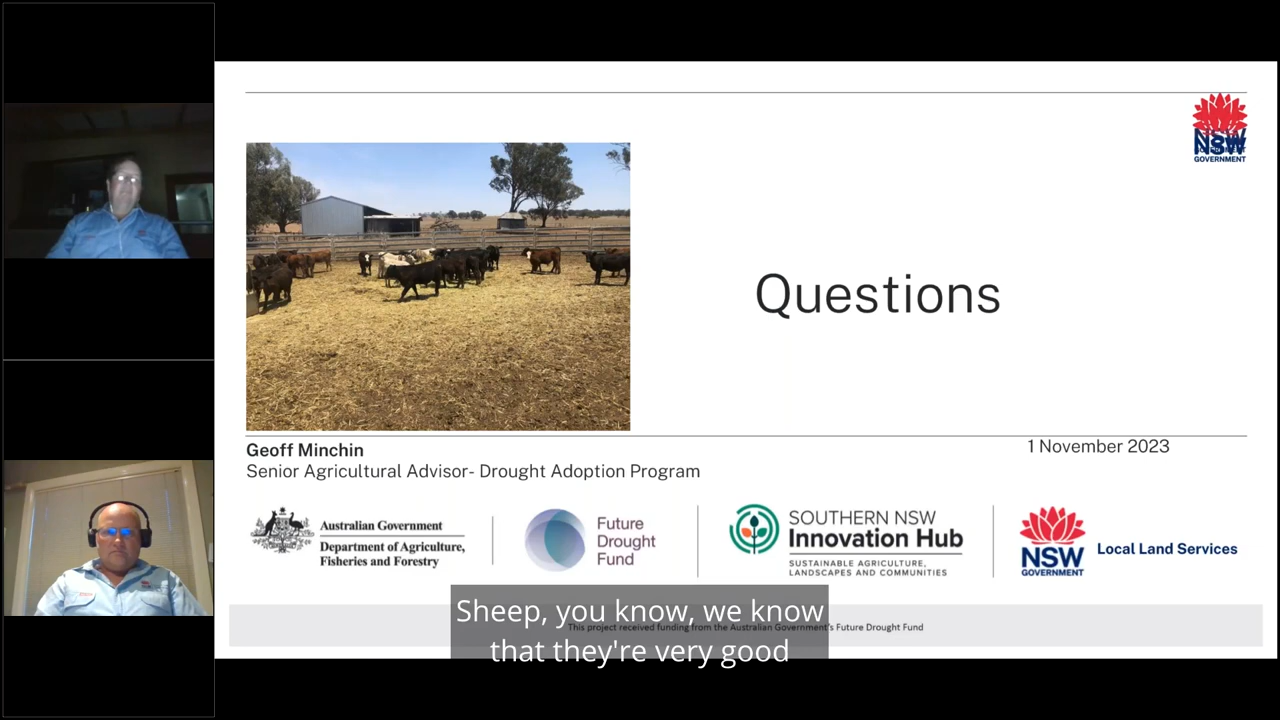 NSW
GOVERNMENT
Questions
Geoff Minchin
Senior Agricultural Advisor- Drought Adoption Program
1 November 2023
Australian Government
Department of Agriculture,
Fisheries and Forestry
Future
Drought
Fund
SOUTHERN NSW
Innovation Hub
SUSTAINABLE AGRICULTURE,
LANDSCAPES AND COMMUNITIES
NSW
GOVERNMENT
Local Land Services
This project received funding from the Australian Government's Future Drought Fund
Sheep, you know, we know
that they're very good